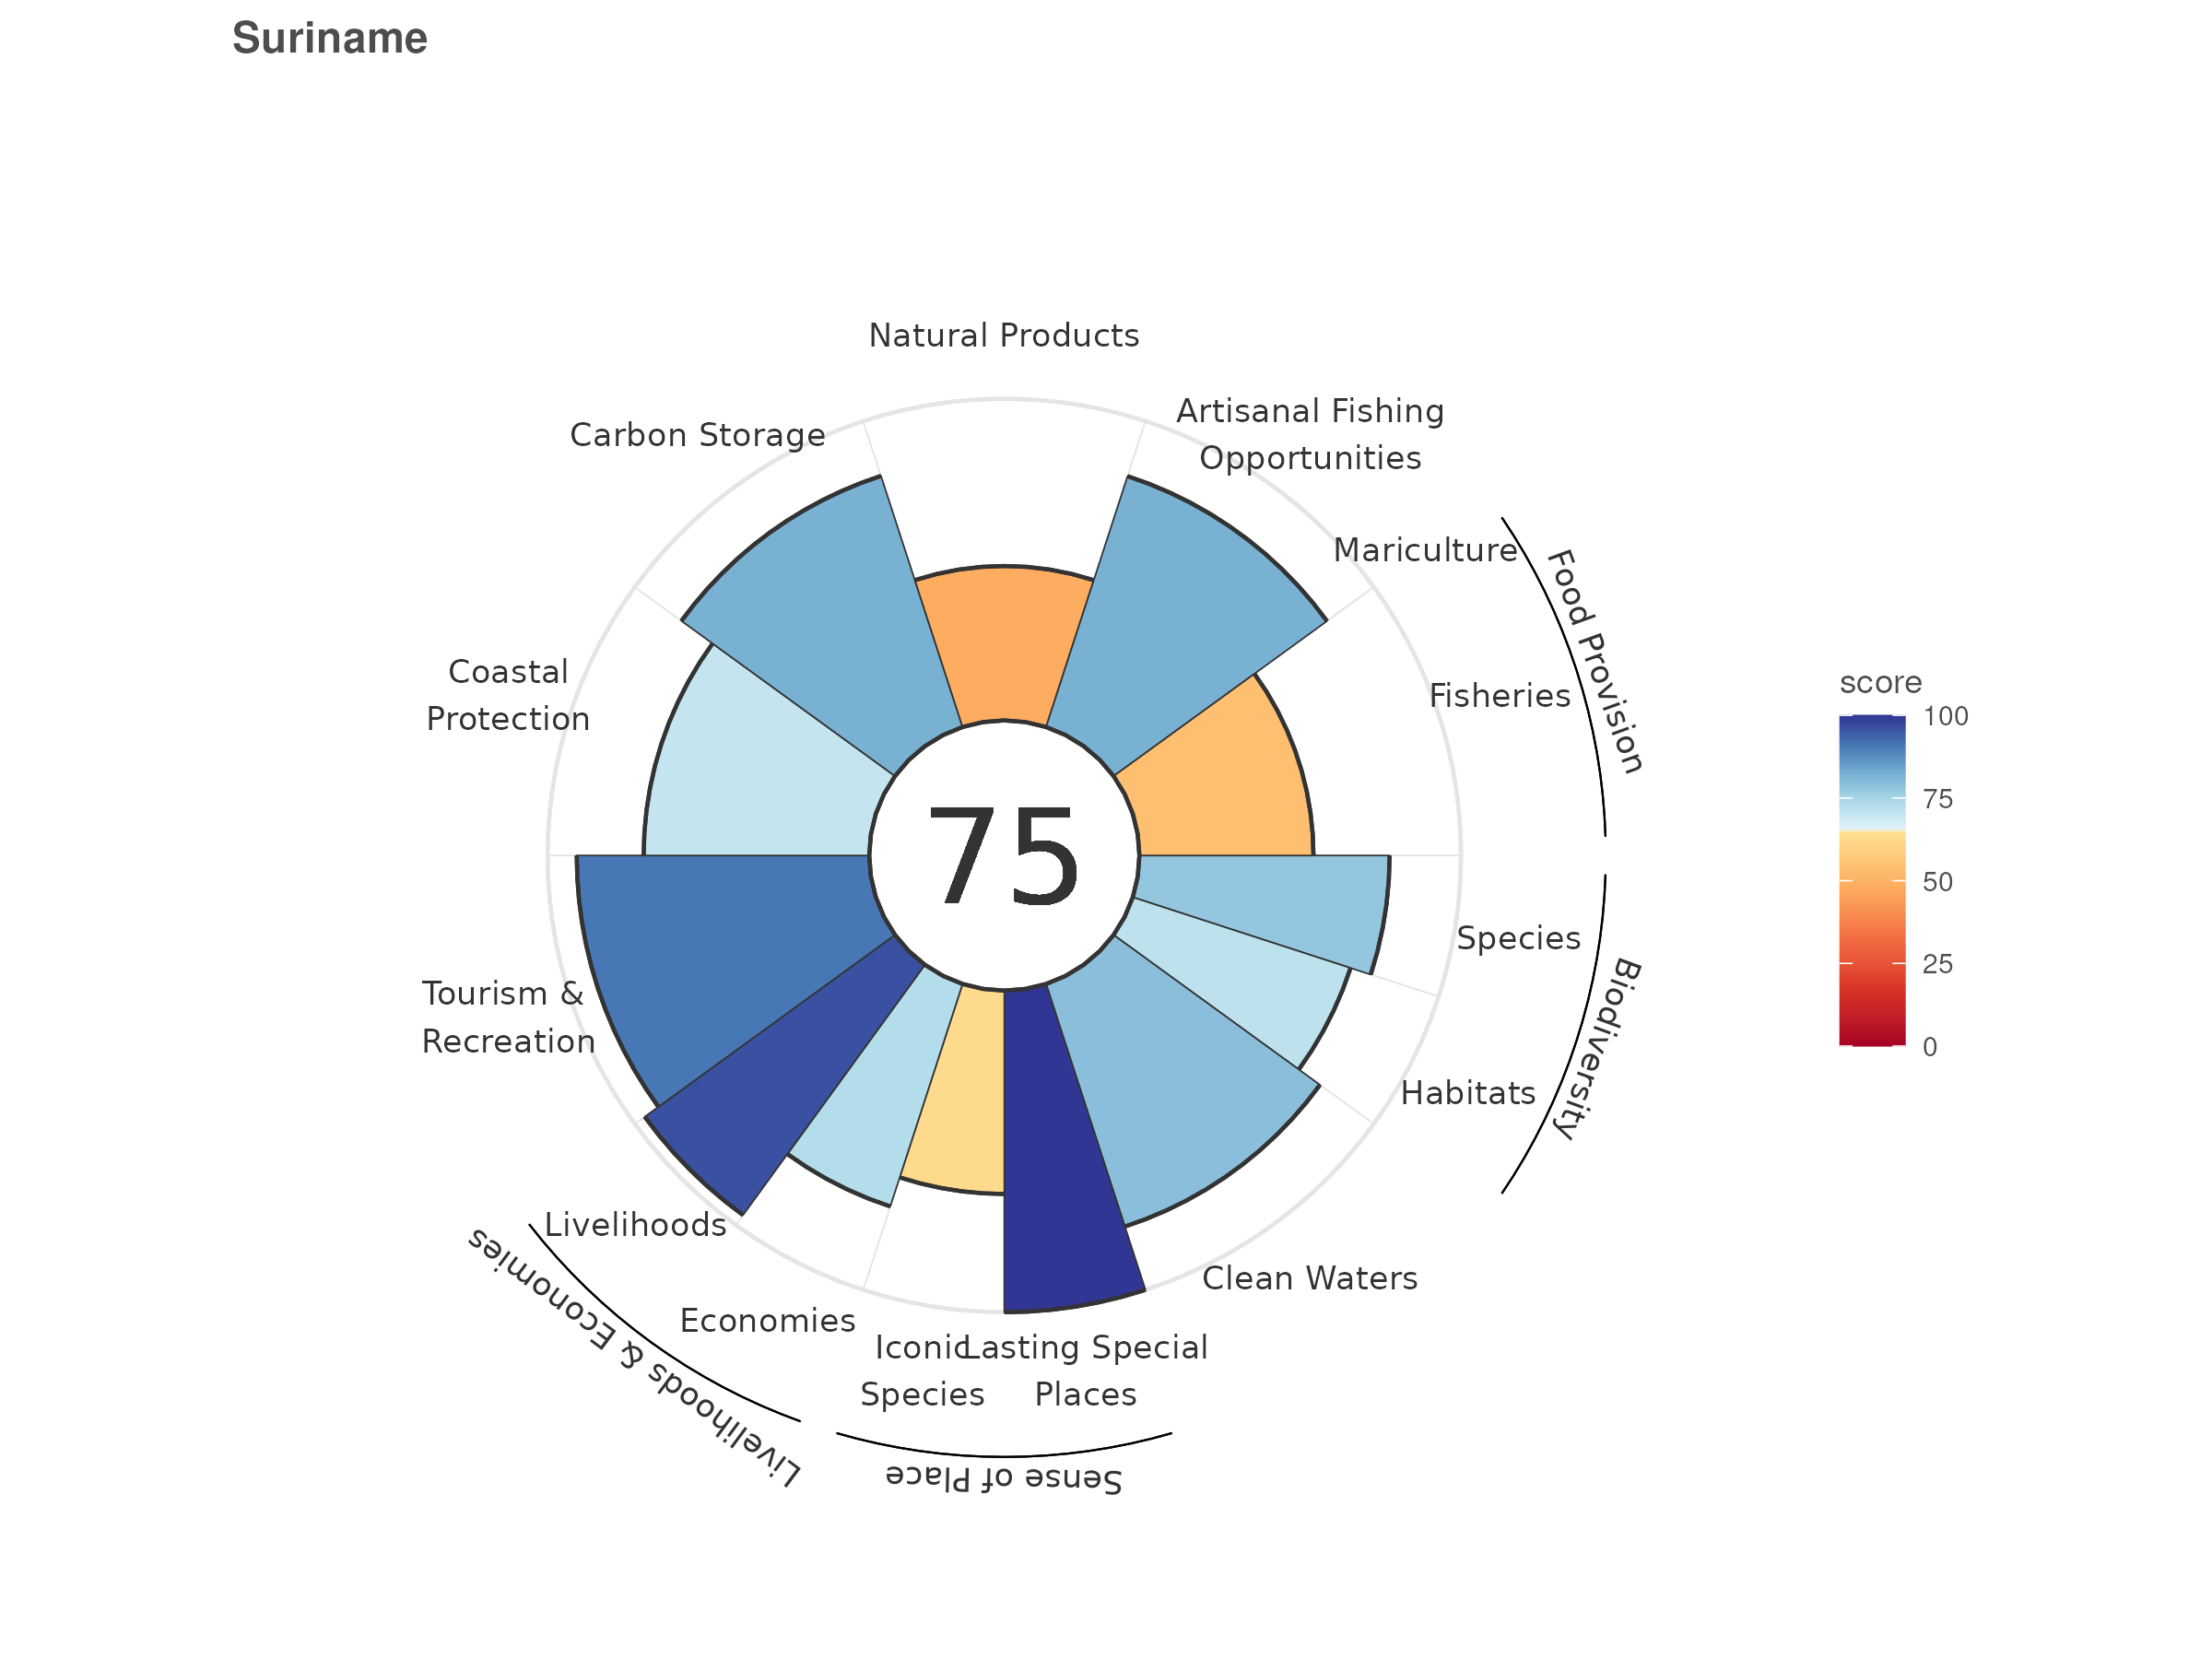 Suriname
Natural Products
Artisanal Fishing
Opportunities
Carbon Storage
Mariculture
Food Provision
Fisheries
Coastal
Protection
75
score
100
75
50
25
0
Species
Biodiversity
Habitats
Tourism &
Recreation
Livelihoods
Clean Waters
Economies
Iconic
Species
Lasting Special
Places
Livelihoods & Economies
Sense of Place